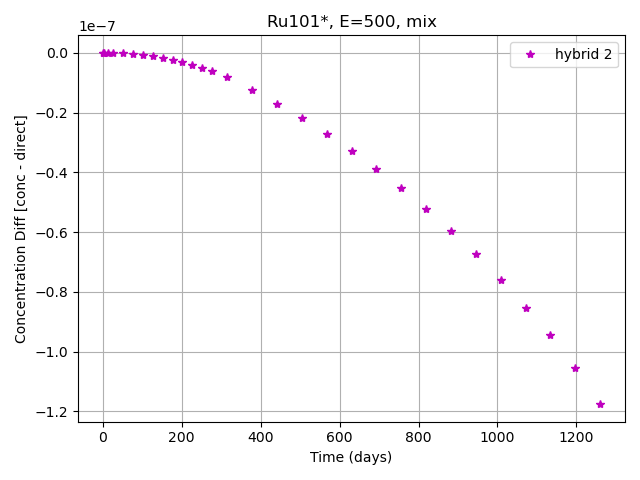 Ru101*, E=500, mix
1e−7
hybrid 2
0.0
−0.2
−0.4
−0.6
−0.8
−1.0
−1.2
Concentration Diff [conc - direct]
0 200 400 600 800 1000 1200
Time (days)